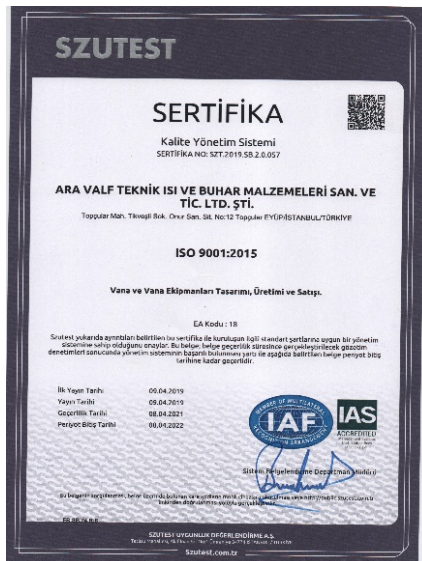 SZUTEST
SERTİFİKA
Kalite Yönetim Sistemi
SERTİFİKA NO: SZT.2019.SB.2.0.057
ARA VALF TEKNİK ISI VE BUHAR MALZEMELERİ SAN. VE
TİC. LTD. ŞTİ.
Topçular Mah. Tikveşli Sok. Onur San. Sit. No:12 Topçular EYÜP/İSTANBUL/TÜRKİYE
ISO 9001:2015
Vana ve Vana Ekipmanları Tasarımı, Üretimi ve Satışı.
EA Kodu : 18
Szutest yukarıda ayrıntıları belirtilen bu sertifika ile kuruluşun ilgili standart şartlarına uygun bir yönetim
sistemine sahip olduğunu onaylar. Bu belge, belge geçerlilik süresince gerçekleştirilecek gözetim
denetimleri sonucunda yönetim sisteminin başarılı bulunması şartı ile aşağıda belirtilen belge periyot bitiş
tarihine kadar geçerlidir.
İlk Yayın Tarihi 09.04.2019
Yayın Tarihi 09.04.2019
Geçerlilik Tarihi 08.04.2021
Periyot Bitiş Tarihi 08.04.2022
MEMBER OF MULTILATERAL
IAF
RECOGNITION ARRANGEMENT
IAS
ACCREDITED
Sistem Belgelendirme Departman Müdürü
SZUTEST UYGUNLUK DEĞERLENDİRME A.Ş.
Szutest.com.tr